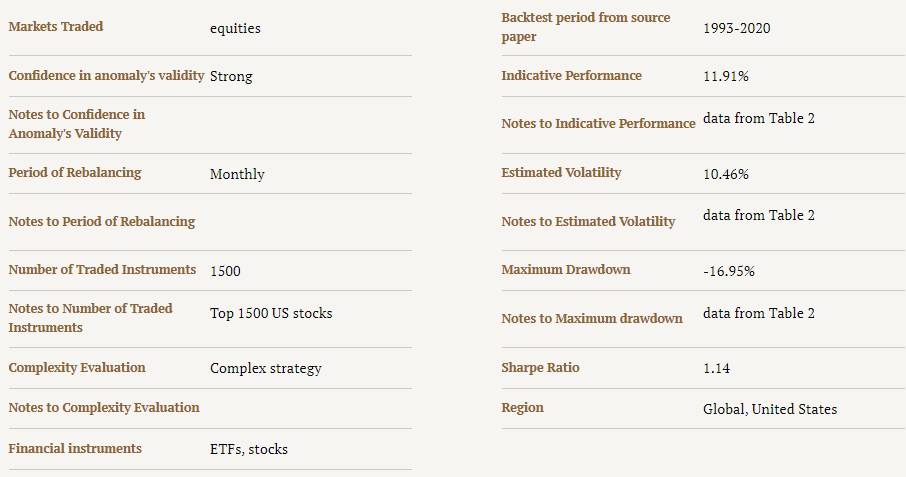 Markets Traded equities
Confidence in anomaly's validity Strong
Notes to Confidence in
Anomaly's Validity
Period of Rebalancing Monthly
Notes to Period of Rebalancing
Number of Traded Instruments 1500
Notes to Number of Traded
Instruments Top 1500 US stocks
Complexity Evaluation Complex strategy
Notes to Complexity Evaluation
Financial instruments ETFs, stocks
Backtest period from source
paper 1993-2020
Indicative Performance 11.91%
Notes to Indicative Performance data from Table 2
Estimated Volatility 10.46%
Notes to Estimated Volatility data from Table 2
Maximum Drawdown -16.95%
Notes to Maximum drawdown data from Table 2
Sharpe Ratio 1.14
Region Global, United States